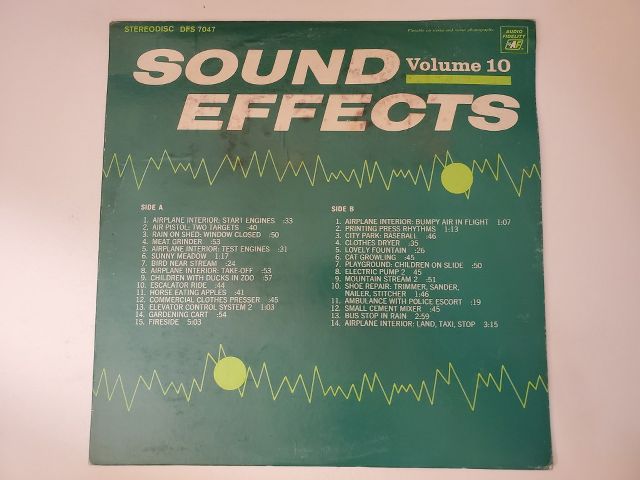 STEREODISC DFS 7047
Playable on stereo and mono phonographs
AUDIO
FIDELITY
AF
SOUND
Volume 10
EFFECTS
SIDE A
1. AIRPLANE INTERIOR: START ENGINES :33
2. AIR PISTOL: TWO TARGETS :40
3. RAIN ON SHED: WINDOW CLOSED :50
4. MEAT GRINDER :53
5. AIRPLANE INTERIOR: TEST ENGINES :31
6. SUNNY MEADOW 1:17
7. BIRD NEAR STREAM :24
8. AIRPLANE INTERIOR: TAKE-OFF :53
9. CHILDREN WITH DUCKS IN ZOO :57
10. ESCALATOR RIDE :44
11. HORSE EATING APPLES :41
12. COMMERCIAL CLOTHES PRESSER :45
13. ELEVATOR CONTROL SYSTEM 2 1:03
14. GARDENING CART :54
15. FIRESIDE 5:03
SIDE B
1. AIRPLANE INTERIOR: BUMPY AIR IN FLIGHT 1:07
2. PRINTING PRESS RHYTHMS 1:13
3. CITY PARK: BASEBALL :46
4. CLOTHES DRYER :35
5. LOVELY FOUNTAIN :26
6. CAT GROWLING :45
7. PLAYGROUND: CHILDREN ON SLIDE :50
8. ELECTRIC PUMP 2 :45
9. MOUNTAIN STREAM 2 :51
10. SHOE REPAIR: TRIMMER, SANDER,
NAILER, STITCHER 1:46
11. AMBULANCE WITH POLICE ESCORT :19
12. SMALL CEMENT MIXER :45
13. BUS STOP IN RAIN 2:59
14. AIRPLANE INTERIOR: LAND, TAXI, STOP 3:15